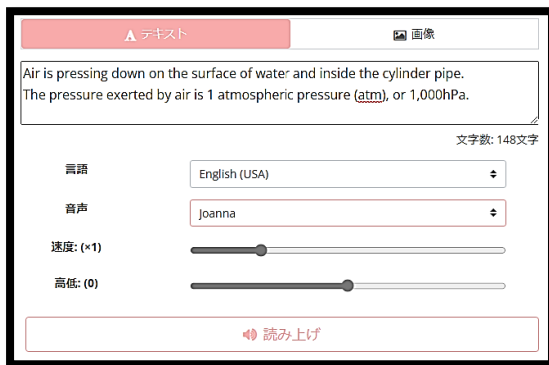 テキスト
画像
Air is pressing down on the surface of water and inside the cylinder pipe.
The pressure exerted by air is 1 atmospheric pressure (atm), or 1,000hPa.
文字数: 148文字
言語
English (USA)
音声
Joanna
速度: (×1)
高低: (0)
読み上げ